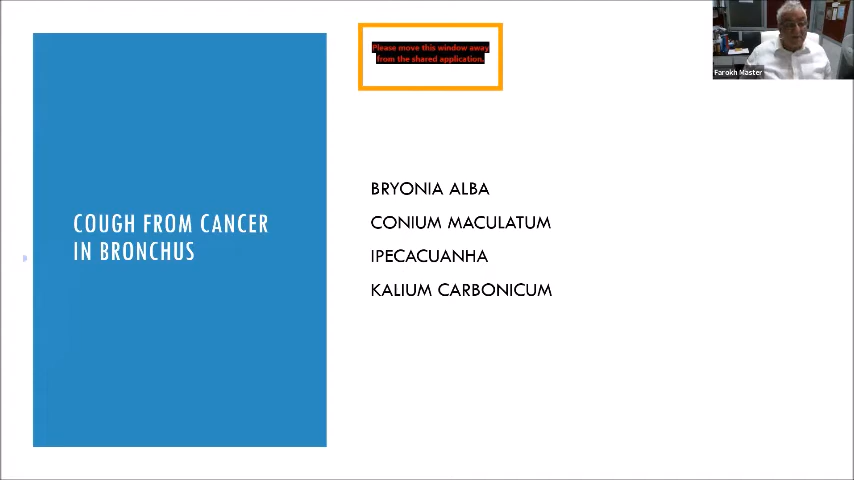 Please move this window away
from the shared application.
Farokh Master
COUGH FROM CANCER
IN BRONCHUS
BRYONIA ALBA
CONIUM MACULATUM
IPECACUANHA
KALIUM CARBONICUM